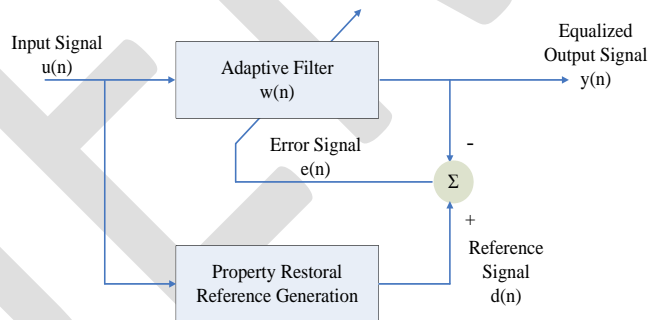 Input Signal
u(n)
Adaptive Filter
w(n)
Equalized
Output Signal
y(n)
Error Signal
e(n)
-
Σ
+
Reference
Signal
d(n)
Property Restoral
Reference Generation